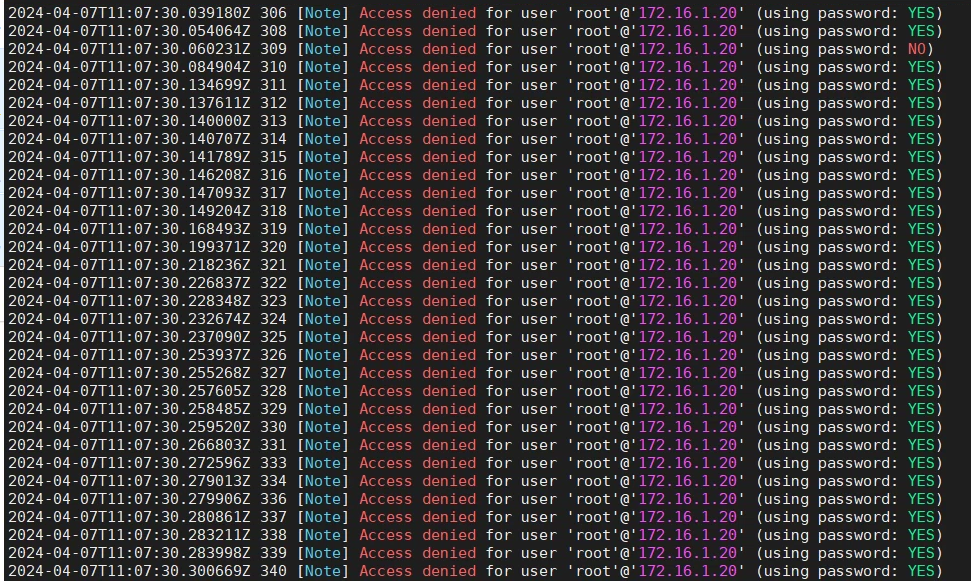 2024-04-07T11:07:30.039180Z 306 [Note] Access denied for user 'root'@'172.16.1.20' (using password: YES)
2024-04-07T11:07:30.054064Z 308 [Note] Access denied for user 'root'@'172.16.1.20' (using password: YES)
2024-04-07T11:07:30.060231Z 309 [Note] Access denied for user 'root'@'172.16.1.20' (using password: NO)
2024-04-07T11:07:30.084904Z 310 [Note] Access denied for user 'root'@'172.16.1.20' (using password: YES)
2024-04-07T11:07:30.134699Z 311 [Note] Access denied for user 'root'@'172.16.1.20' (using password: YES)
2024-04-07T11:07:30.137611Z 312 [Note] Access denied for user 'root'@'172.16.1.20' (using password: YES)
2024-04-07T11:07:30.140000Z 313 [Note] Access denied for user 'root'@'172.16.1.20' (using password: YES)
2024-04-07T11:07:30.140707Z 314 [Note] Access denied for user 'root'@'172.16.1.20' (using password: YES)
2024-04-07T11:07:30.141789Z 315 [Note] Access denied for user 'root'@'172.16.1.20' (using password: YES)
2024-04-07T11:07:30.146208Z 316 [Note] Access denied for user 'root'@'172.16.1.20' (using password: YES)
2024-04-07T11:07:30.147093Z 317 [Note] Access denied for user 'root'@'172.16.1.20' (using password: YES)
2024-04-07T11:07:30.149204Z 318 [Note] Access denied for user 'root'@'172.16.1.20' (using password: YES)
2024-04-07T11:07:30.168493Z 319 [Note] Access denied for user 'root'@'172.16.1.20' (using password: YES)
2024-04-07T11:07:30.199371Z 320 [Note] Access denied for user 'root'@'172.16.1.20' (using password: YES)
2024-04-07T11:07:30.218236Z 321 [Note] Access denied for user 'root'@'172.16.1.20' (using password: YES)
2024-04-07T11:07:30.226837Z 322 [Note] Access denied for user 'root'@'172.16.1.20' (using password: YES)
2024-04-07T11:07:30.228348Z 323 [Note] Access denied for user 'root'@'172.16.1.20' (using password: YES)
2024-04-07T11:07:30.232674Z 324 [Note] Access denied for user 'root'@'172.16.1.20' (using password: YES)
2024-04-07T11:07:30.237090Z 325 [Note] Access denied for user 'root'@'172.16.1.20' (using password: YES)
2024-04-07T11:07:30.253937Z 326 [Note] Access denied for user 'root'@'172.16.1.20' (using password: YES)
2024-04-07T11:07:30.255268Z 327 [Note] Access denied for user 'root'@'172.16.1.20' (using password: YES)
2024-04-07T11:07:30.257605Z 328 [Note] Access denied for user 'root'@'172.16.1.20' (using password: YES)
2024-04-07T11:07:30.258485Z 329 [Note] Access denied for user 'root'@'172.16.1.20' (using password: YES)
2024-04-07T11:07:30.259520Z 330 [Note] Access denied for user 'root'@'172.16.1.20' (using password: YES)
2024-04-07T11:07:30.266803Z 331 [Note] Access denied for user 'root'@'172.16.1.20' (using password: YES)
2024-04-07T11:07:30.272596Z 333 [Note] Access denied for user 'root'@'172.16.1.20' (using password: YES)
2024-04-07T11:07:30.279013Z 334 [Note] Access denied for user 'root'@'172.16.1.20' (using password: YES)
2024-04-07T11:07:30.279906Z 336 [Note] Access denied for user 'root'@'172.16.1.20' (using password: YES)
2024-04-07T11:07:30.280861Z 337 [Note] Access denied for user 'root'@'172.16.1.20' (using password: YES)
2024-04-07T11:07:30.283211Z 338 [Note] Access denied for user 'root'@'172.16.1.20' (using password: YES)
2024-04-07T11:07:30.283998Z 339 [Note] Access denied for user 'root'@'172.16.1.20' (using password: YES)
2024-04-07T11:07:30.300669Z 340 [Note] Access denied for user 'root'@'172.16.1.20' (using password: YES)